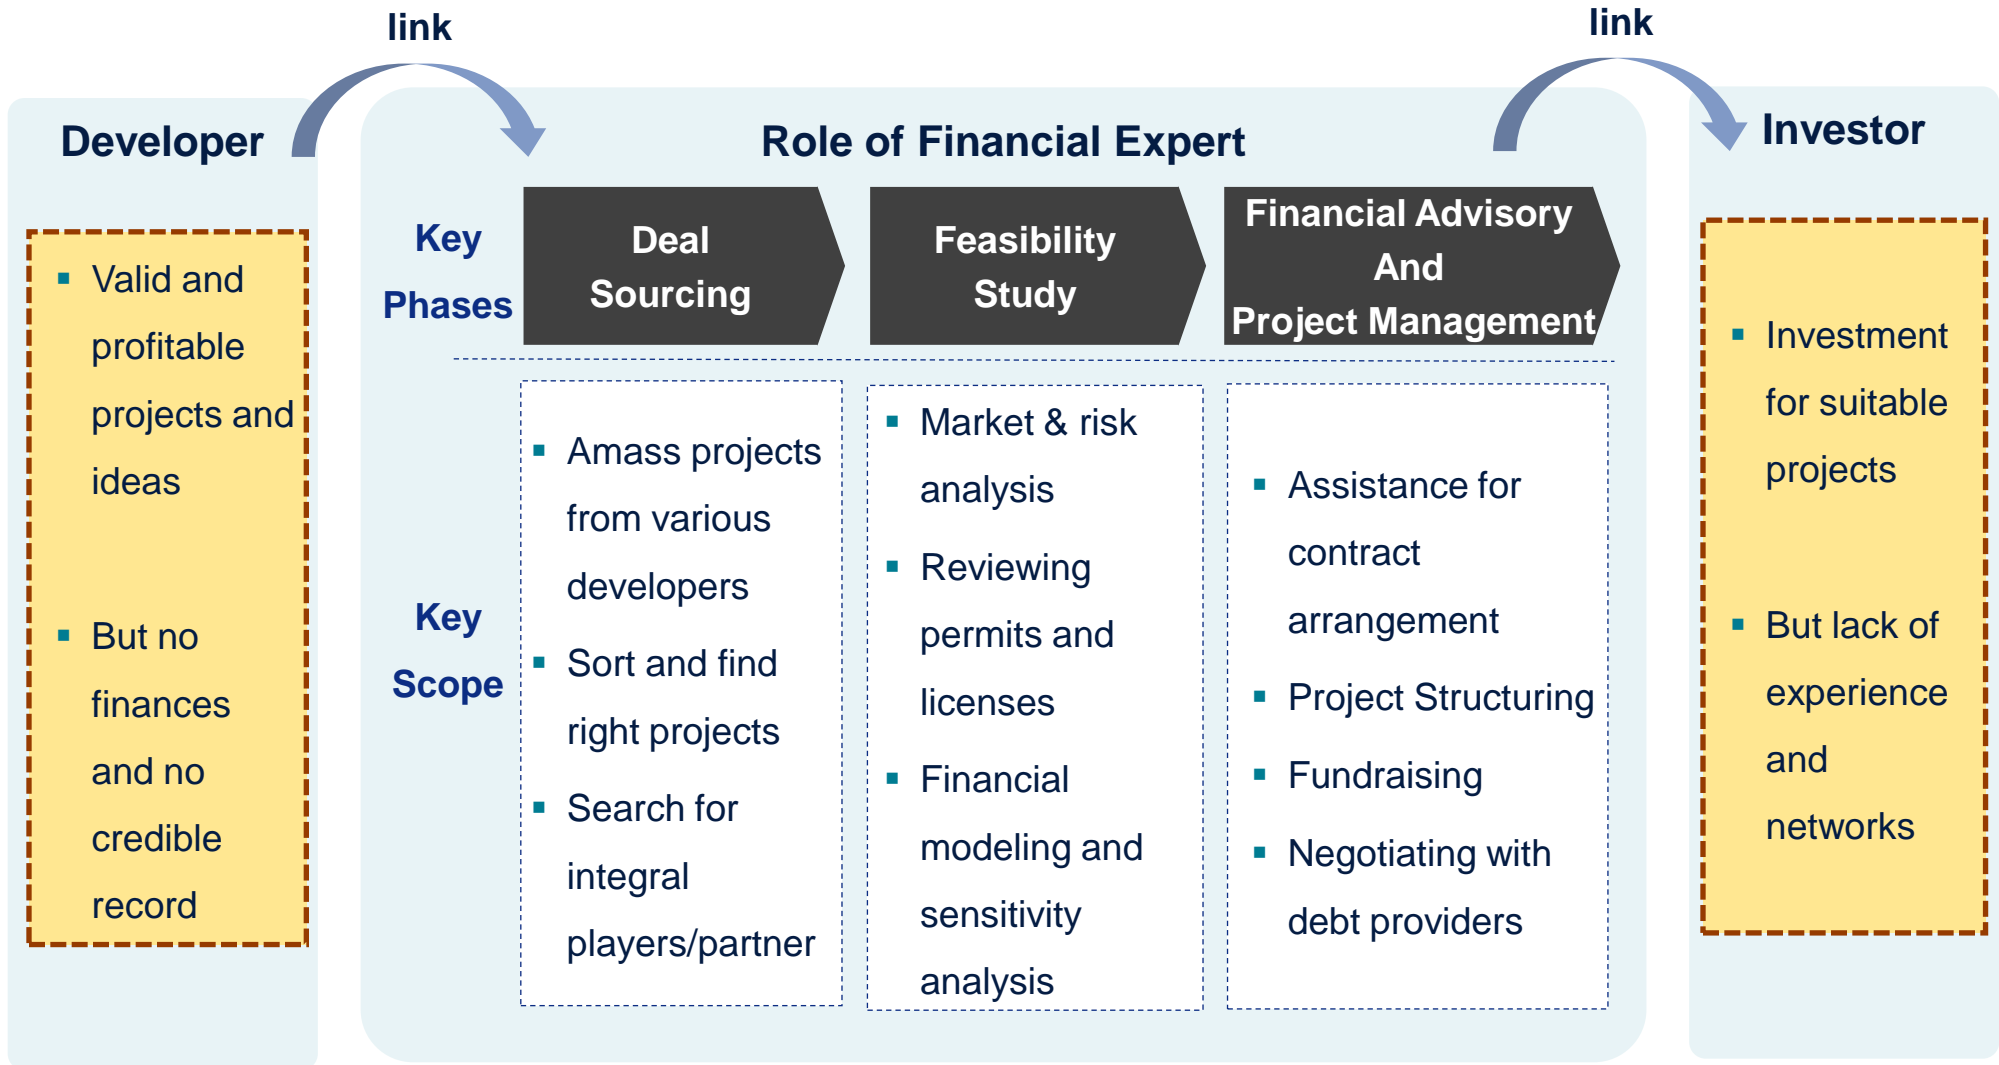 link
link
Developer
Role of Financial Expert
Investor
▪ Valid and
profitable
projects and
ideas
▪ But no
finances
and no
credible
record
Key
Phases
Deal
Sourcing
Feasibility
Study
Financial Advisory
And
Project Management
Key
Scope
▪ Amass projects
from various
developers
▪ Sort and find
right projects
▪ Search for
integral
players/partner
▪ Market & risk
analysis
▪ Reviewing
permits and
licenses
▪ Financial
modeling and
sensitivity
analysis
▪ Assistance for
contract
arrangement
▪ Project Structuring
▪ Fundraising
▪ Negotiating with
debt providers
▪ Investment
for suitable
projects
▪ But lack of
experience
and
networks